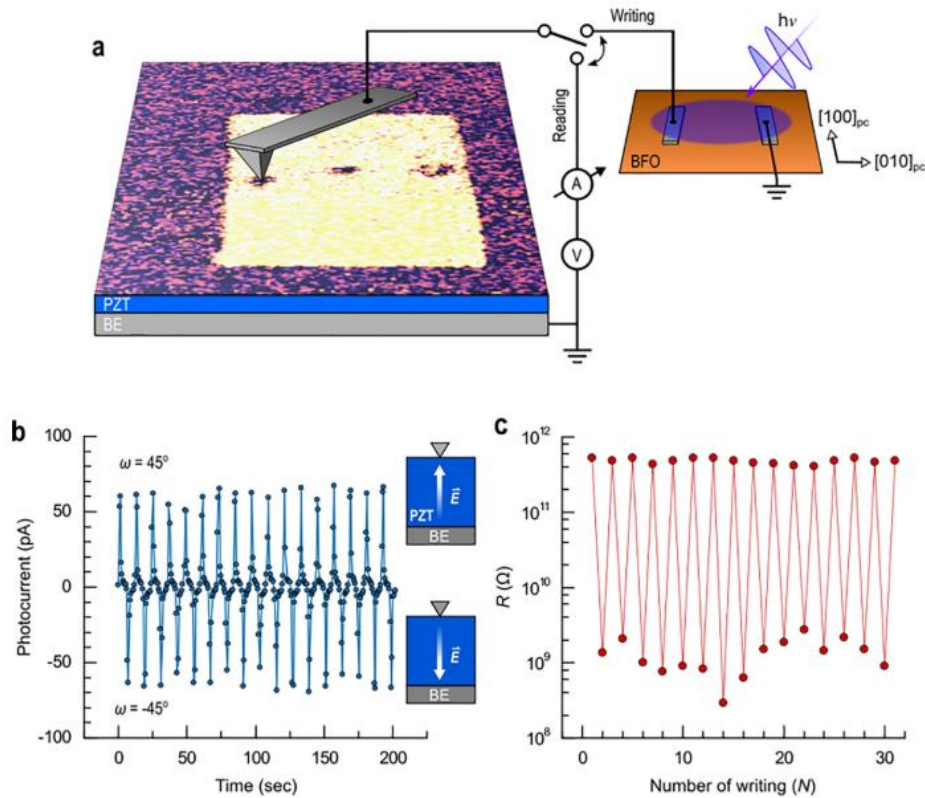 a
Writing
hν
Reading
[100]pc
[010]pc
BFO
A
V
PZT
BE
b
100
50
0
-50
-100
Photocurrent (pA)
ω = 45º
ω = -45º
0
50
100
150
200
Time (sec)
E
PZT
BE
E
BE
c
10¹²
10¹¹
10¹⁰
10⁹
10⁸
R (Ω)
0
10
20
30
Number of writing (N)